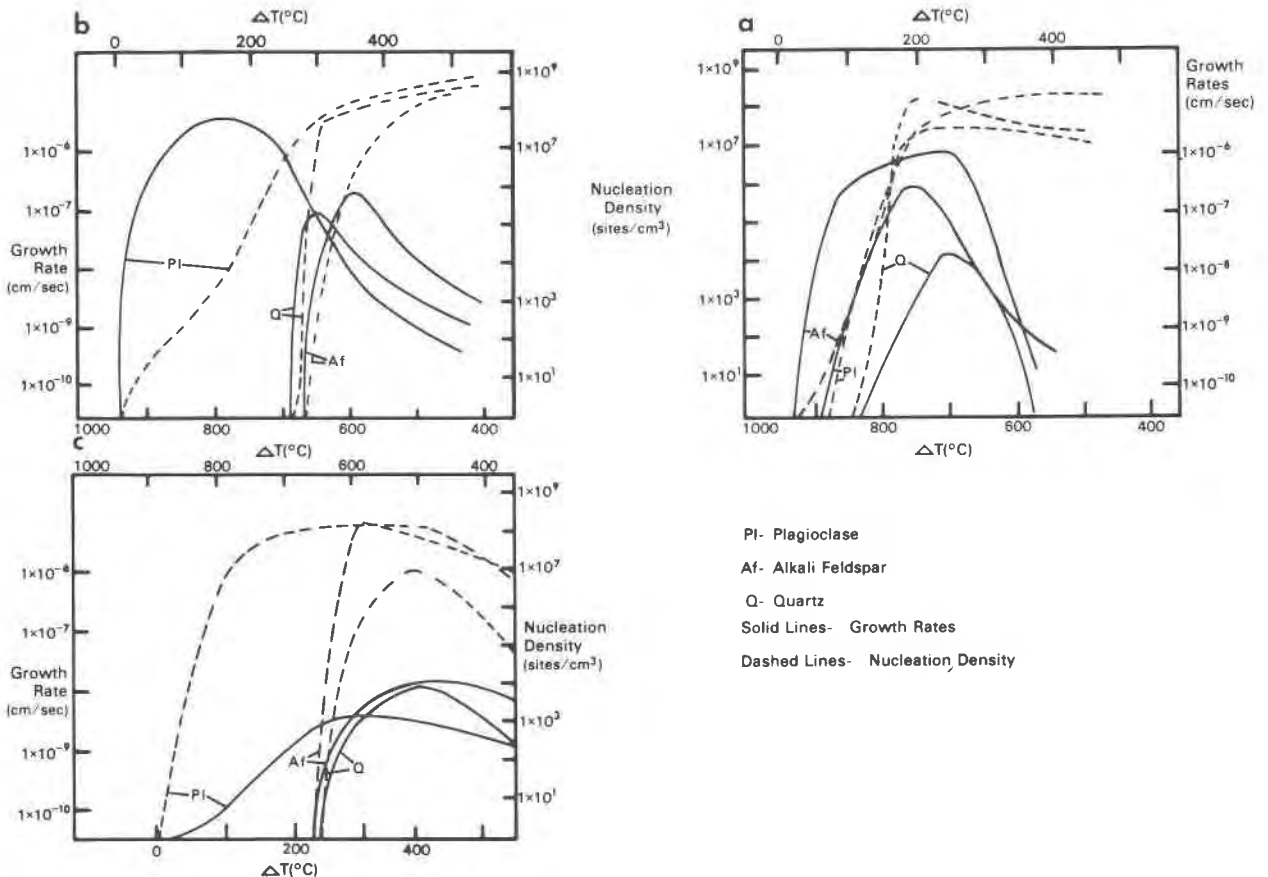 b
ΔT(°C)
0 200 400
1×10⁻⁶
1×10⁻⁷
Growth
Rate
(cm/sec)
1×10⁻⁹
1×10⁻¹⁰
Pl
Q
Af
1×10⁹
1×10⁷
1×10³
1×10¹
Nucleation
Density
(sites/cm³)
1000 800 600 400
a
ΔT(°C)
0 200 400
1×10⁹
1×10⁷
1×10³
1×10¹
Af
Pl
Q
Growth
Rates
(cm/sec)
1×10⁻⁶
1×10⁻⁷
1×10⁻⁸
1×10⁻⁹
1×10⁻¹⁰
1000 800 600 400
ΔT(°C)
c
ΔT(°C)
1000 800 600 400
1×10⁻⁶
1×10⁻⁷
Growth
Rate
(cm/sec)
1×10⁻⁹
1×10⁻¹⁰
Pl
Af
Q
1×10⁹
1×10⁷
Nucleation
Density
(sites/cm³)
1×10³
1×10¹
0 200 400
ΔT(°C)
Pl- Plagioclase
Af- Alkali Feldspar
Q- Quartz
Solid Lines- Growth Rates
Dashed Lines- Nucleation Density